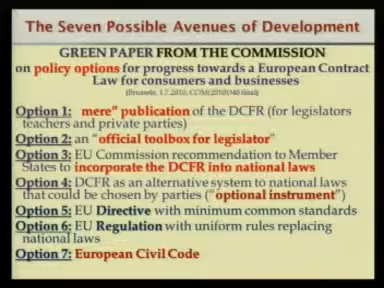 The Seven Possible Avenues of Development
GREEN PAPER FROM THE COMMISSION
on policy options for progress towards a European Contract
Law for consumers and businesses
(Brussels, 1.7.2010, COM(2010)348 final)
Option 1: mere” publication of the DCFR (for legislators
teachers and private parties)
Option 2: an “official toolbox for legislator”
Option 3: EU Commission recommendation to Member
States to incorporate the DCFR into national laws
Option 4: DCFR as an alternative system to national laws
that could be chosen by parties (“optional instrument”)
Option 5: EU Directive with minimum common standards
Option 6: EU Regulation with uniform rules replacing
national laws
Option 7: European Civil Code